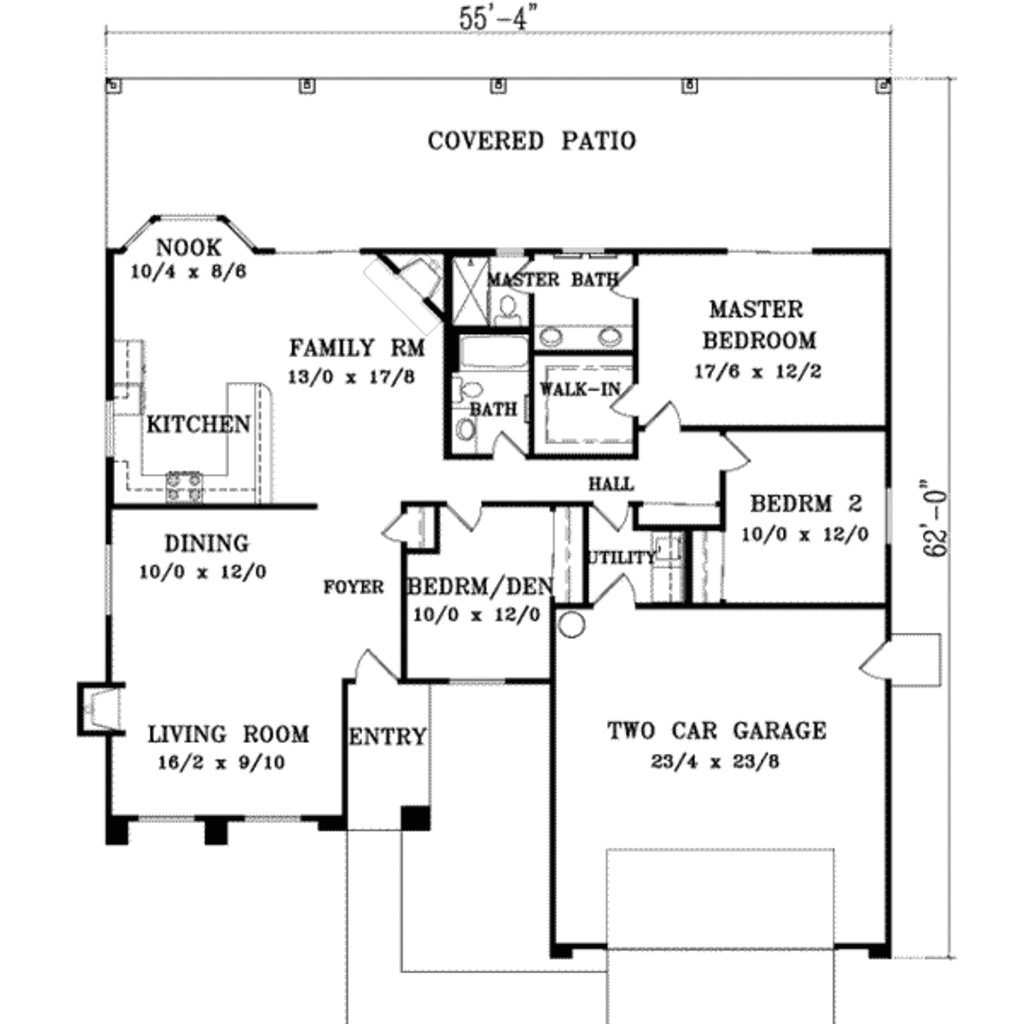 55'-4"
COVERED PATIO
NOOK
10/4 x 8/6
MASTER BATH
MASTER
BEDROOM
17/6 x 12/2
FAMILY RM
13/0 x 17/8
WALK-IN
BATH
KITCHEN
HALL
BEDRM 2
10/0 x 12/0
62'-0"
DINING
10/0 x 12/0
FOYER
BEDRM/DEN
10/0 x 12/0
UTILITY
LIVING ROOM
16/2 x 9/10
ENTRY
TWO CAR GARAGE
23/4 x 23/8